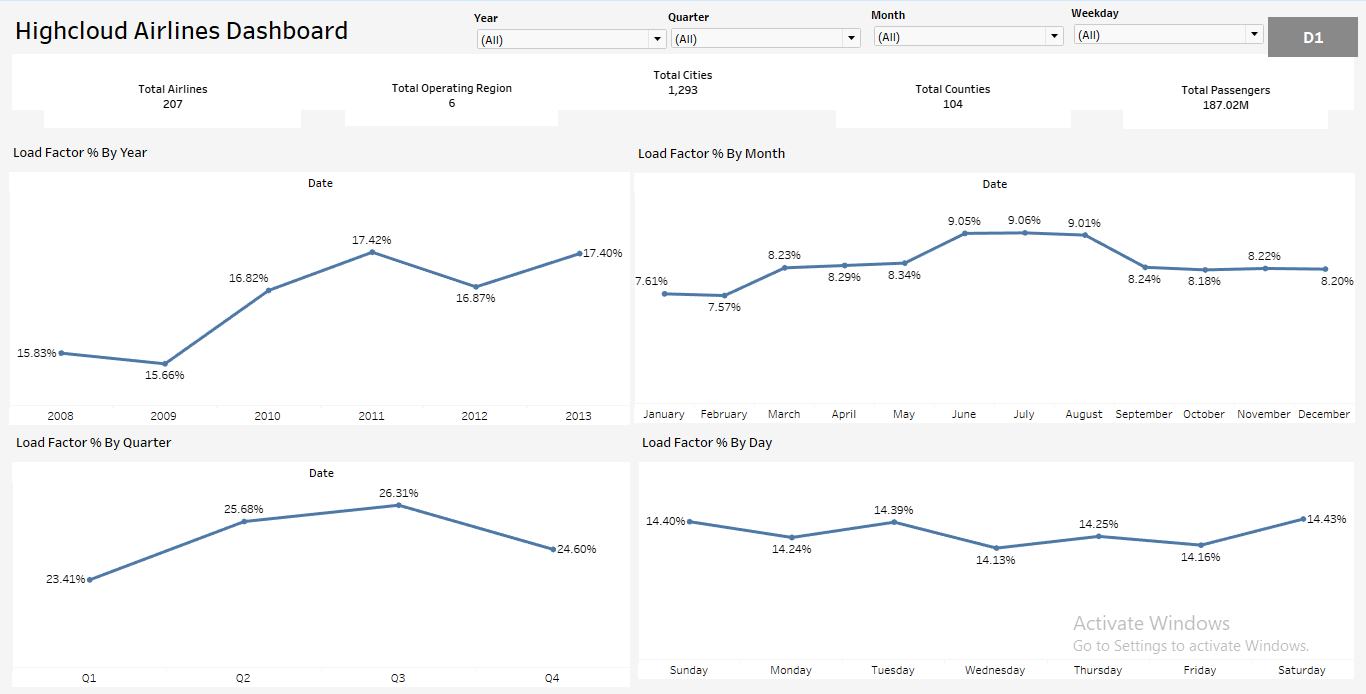 Highcloud Airlines Dashboard
Year
(All)
Quarter
(All)
Month
(All)
Weekday
(All)
D1
Total Airlines
207
Total Operating Region
6
Total Cities
1,293
Total Counties
104
Total Passengers
187.02M
Load Factor % By Year
Date
15.83%
15.66%
16.82%
17.42%
16.87%
17.40%
2008 2009 2010 2011 2012 2013
Load Factor % By Month
Date
7.61%
7.57%
8.23%
8.29%
8.34%
9.05%
9.06%
9.01%
8.24%
8.18%
8.22%
8.20%
January February March April May June July August September October November December
Load Factor % By Quarter
Date
23.41%
25.68%
26.31%
24.60%
Q1 Q2 Q3 Q4
Load Factor % By Day
14.40%
14.24%
14.39%
14.13%
14.25%
14.16%
14.43%
Sunday Monday Tuesday Wednesday Thursday Friday Saturday
Activate Windows
Go to Settings to activate Windows.